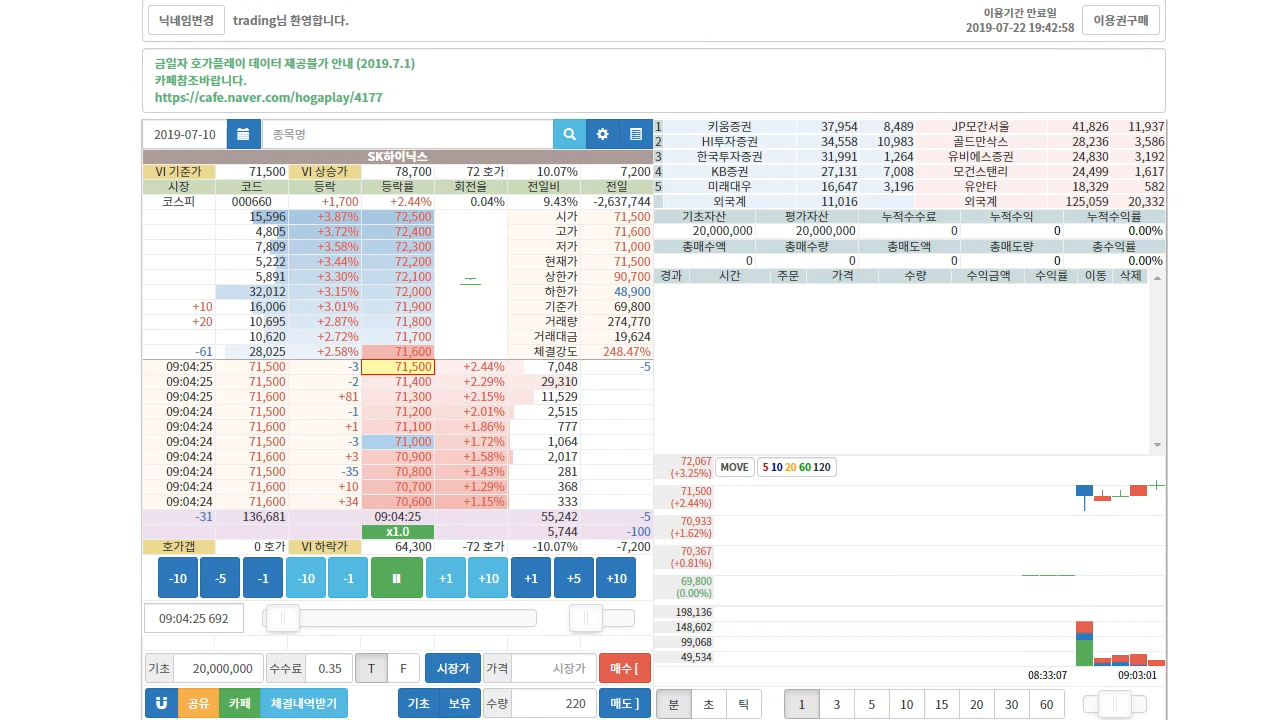 닉네임변경 trading님 환영합니다. 이용기간 만료일 2019-07-22 19:42:58 이용권구매
금일자 호가플레이 데이터 제공불가 안내 (2019.7.1)
카페참조바랍니다.
https://cafe.naver.com/hogaplay/4177
2019-07-10 종목명
SK하이닉스
VI 기준가 71,500 VI 상승가 78,700 72 호가 10.07% 7,200
시장 코드 등락 등락률 회전율 전일비 전일
코스피 000660 +1,700 +2.44% 0.04% 9.43% -2,637,744
15,596 +3.87% 72,500 시가 71,500
4,805 +3.72% 72,400 고가 71,600
7,809 +3.58% 72,300 저가 71,000
5,222 +3.44% 72,200 현재가 71,500
5,891 +3.30% 72,100 상한가 90,700
32,012 +3.15% 72,000 하한가 48,900
+10 16,006 +3.01% 71,900 기준가 69,800
+20 10,695 +2.87% 71,800 거래량 274,770
10,620 +2.72% 71,700 거래대금 19,624
-61 28,025 +2.58% 71,600 체결강도 248.47%
09:04:25 71,500 -3 71,500 +2.44% 7,048 -5
09:04:25 71,500 -2 71,400 +2.29% 29,310
09:04:25 71,600 +81 71,300 +2.15% 11,529
09:04:24 71,500 -1 71,200 +2.01% 2,515
09:04:24 71,600 +1 71,100 +1.86% 777
09:04:24 71,500 -3 71,000 +1.72% 1,064
09:04:24 71,600 +3 70,900 +1.58% 2,017
09:04:24 71,500 -35 70,800 +1.43% 281
09:04:24 71,600 +10 70,700 +1.29% 368
09:04:24 71,600 +34 70,600 +1.15% 333
-31 136,681 09:04:25 55,242 -5
x1.0 5,744 -100
호가갭 0 호가 VI 하락가 64,300 -72 호가 -10.07% -7,200
-10 -5 -1 -10 -1 +1 +10 +1 +5 +10
09:04:25 692
기초 20,000,000 수수료 0.35 T F 시장가 가격 시장가 매수 [
공유 카페 체결내역받기 기초 보유 수량 220 매도 ]
1 키움증권 37,954 8,489 JP모간서울 41,826 11,937
2 HI투자증권 34,558 10,983 골드만삭스 28,236 3,586
3 한국투자증권 31,991 1,264 유비에스증권 24,830 3,192
4 KB증권 27,131 7,008 모건스탠리 24,499 1,617
5 미래대우 16,647 3,196 유안타 18,329 582
외국계 11,016 외국계 125,059 20,332
기초자산 평가자산 누적수수료 누적수익 누적수익률
20,000,000 20,000,000 0 0 0.00%
총매수액 총매수량 총매도액 총매도량 총수익률
0 0 0 0 0.00%
경과 시간 주문 가격 수량 수익금액 수익률 이동 삭제
72,067 MOVE 5 10 20 60 120
(+3.25%)
71,500
(+2.44%)
70,933
(+1.62%)
70,367
(+0.81%)
69,800
(0.00%)
198,136
148,602
99,068
49,534
08:33:07 09:03:01
분 초 틱 1 3 5 10 15 20 30 60